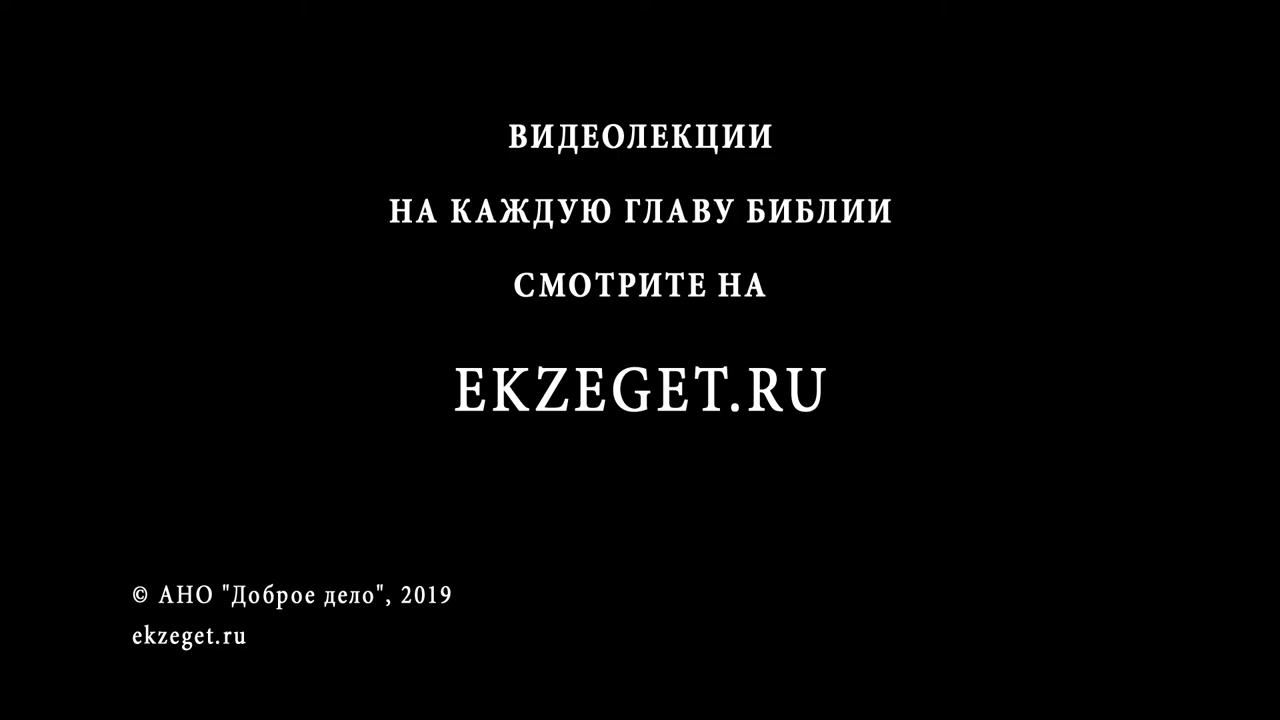 ВИДЕОЛЕКЦИИ
НА КАЖДУЮ ГЛАВУ БИБЛИИ
СМОТРИТЕ НА
EKZEGET.RU
© АНО "Доброе дело", 2019
ekzeget.ru